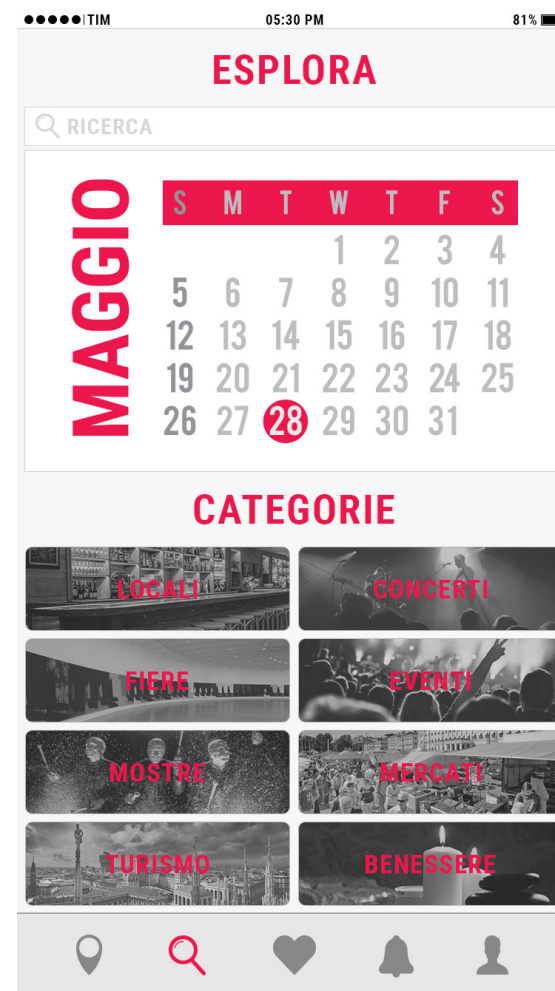 TIM 05:30 PM 81%
ESPLORA
RICERCA
MAGGIO
S M T W T F S
1 2 3 4
5 6 7 8 9 10 11
12 13 14 15 16 17 18
19 20 21 22 23 24 25
26 27 28 29 30 31
CATEGORIE
LOCALI CONCERTI
FIERE EVENTI
MOSTRE MERCATI
TURISMO BENESSERE